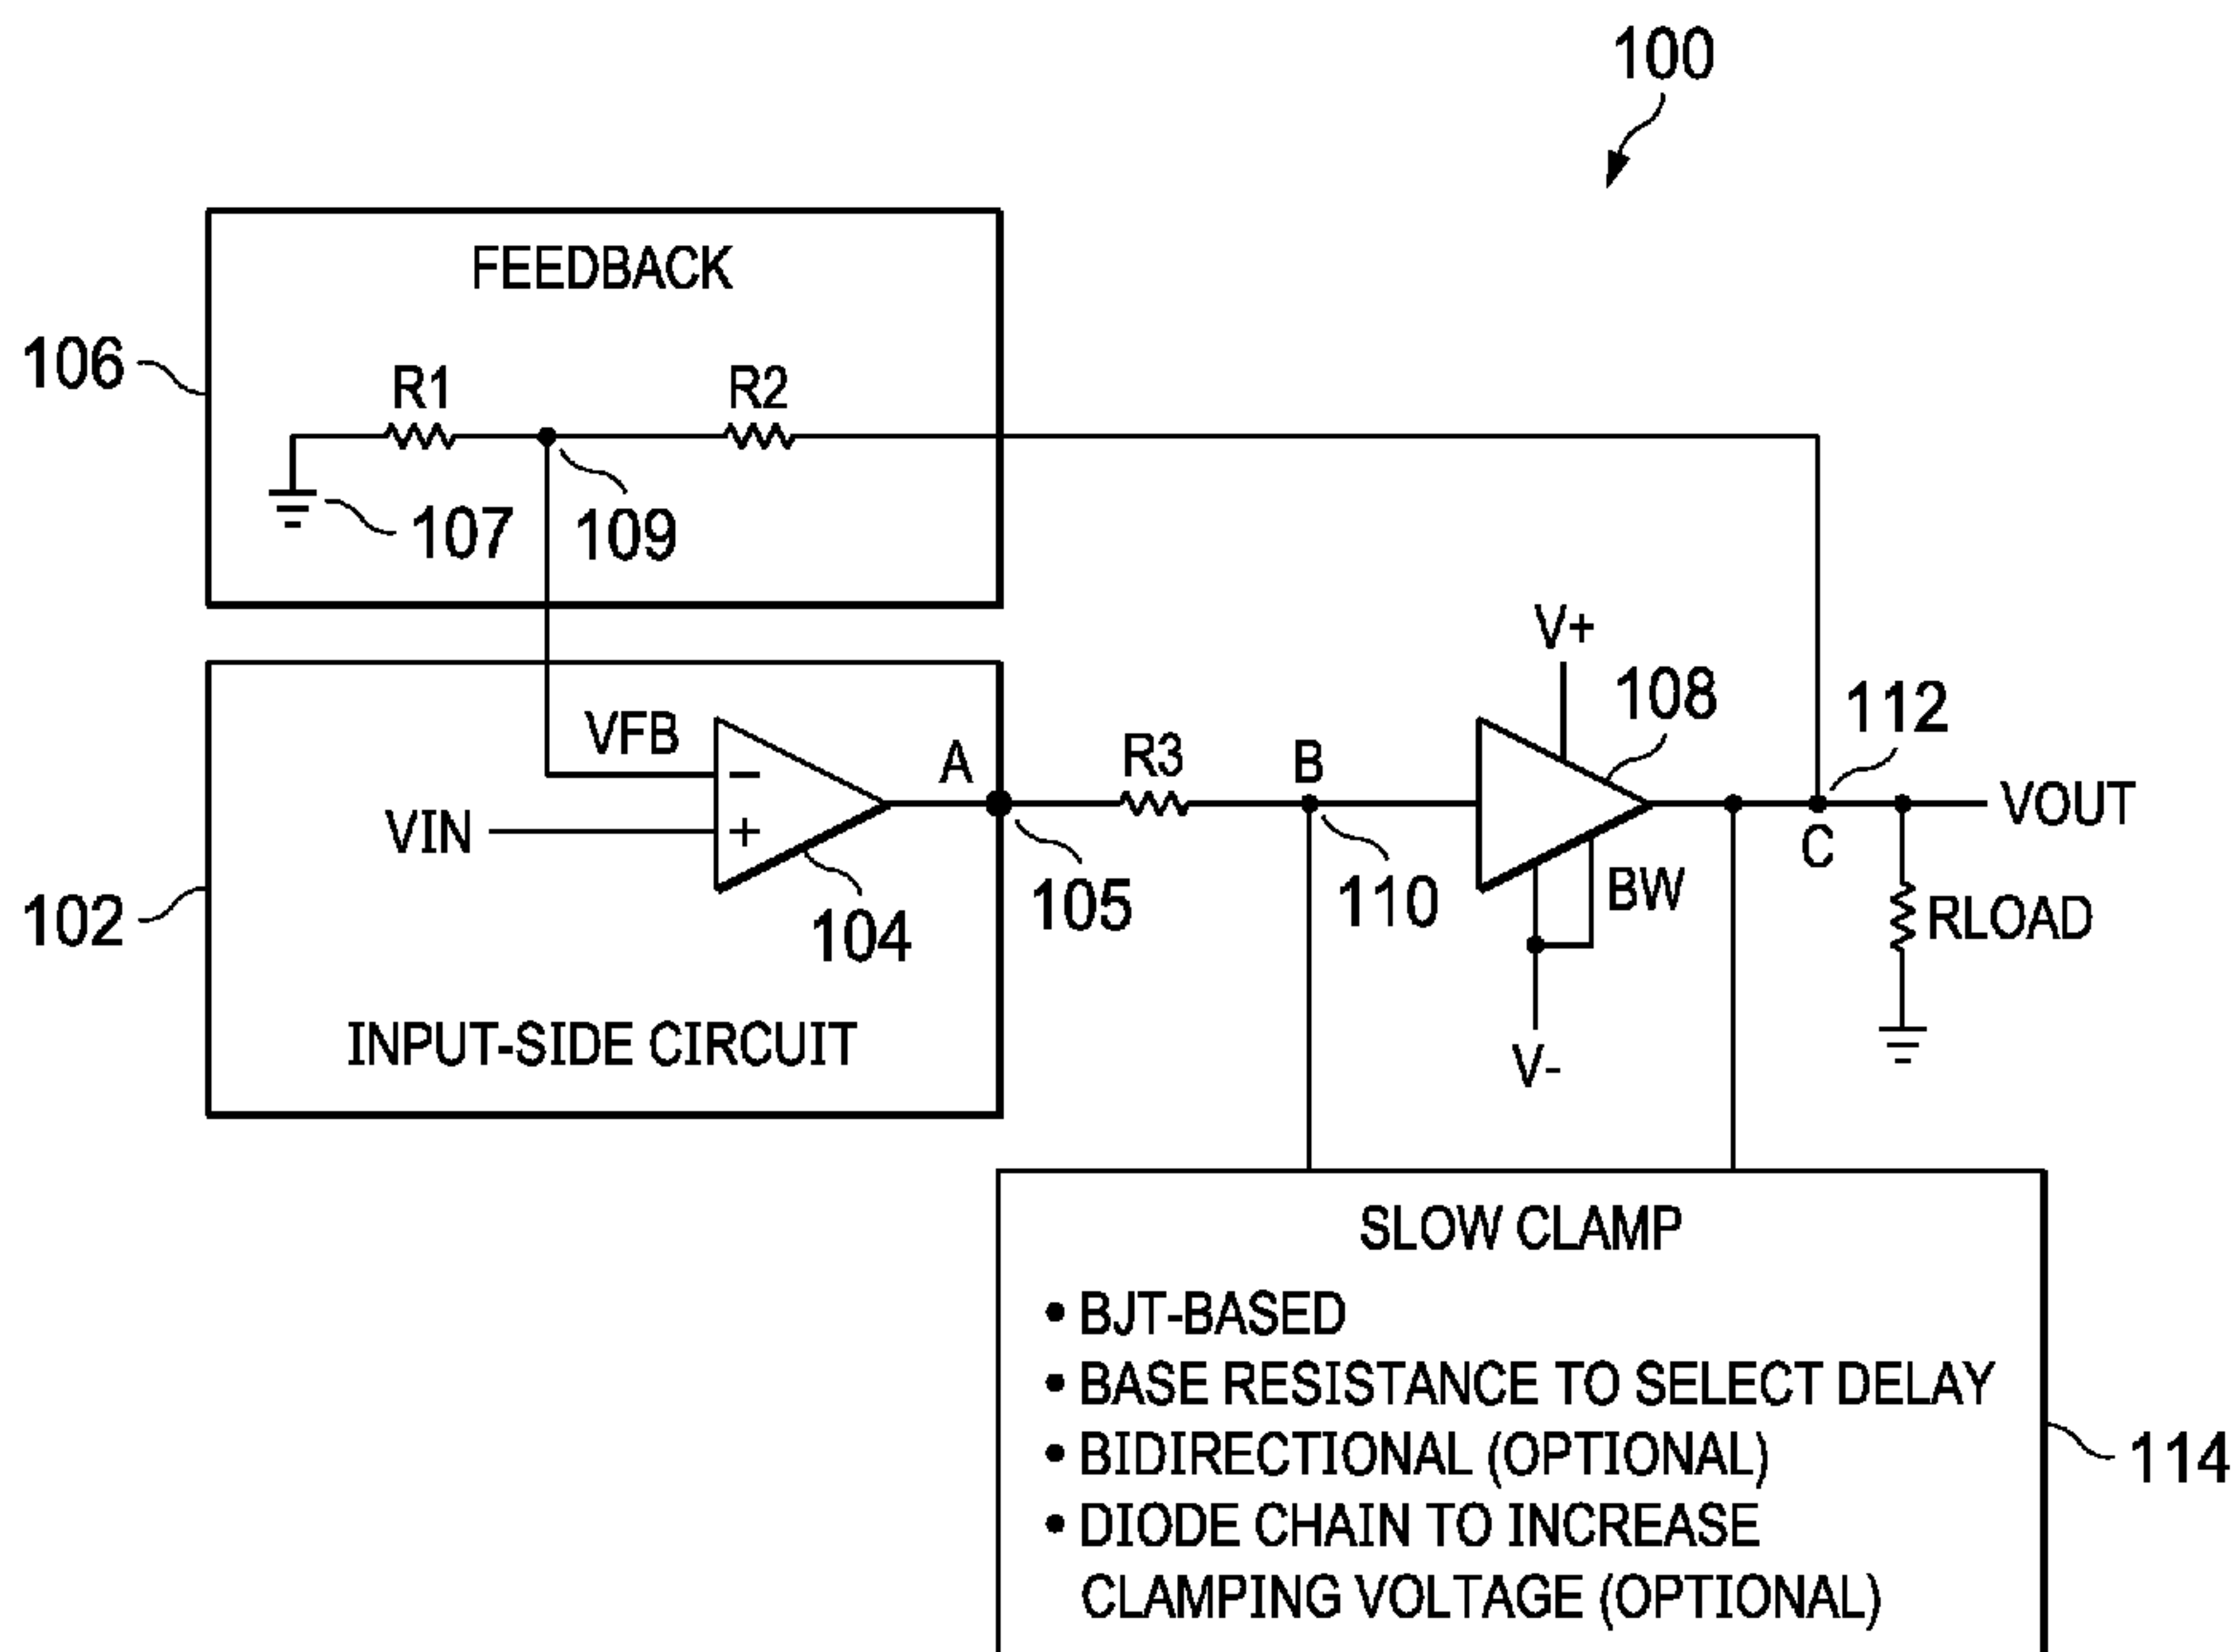 100
FEEDBACK
106
R1
R2
107
109
V+
108
112
VFB
A
R3
B
VIN
−
+
VOUT
C
102
104
105
110
BW
RLOAD
INPUT-SIDE CIRCUIT
V-
SLOW CLAMP
• BJT-BASED
• BASE RESISTANCE TO SELECT DELAY
• BIDIRECTIONAL (OPTIONAL)
• DIODE CHAIN TO INCREASE
CLAMPING VOLTAGE (OPTIONAL)
114